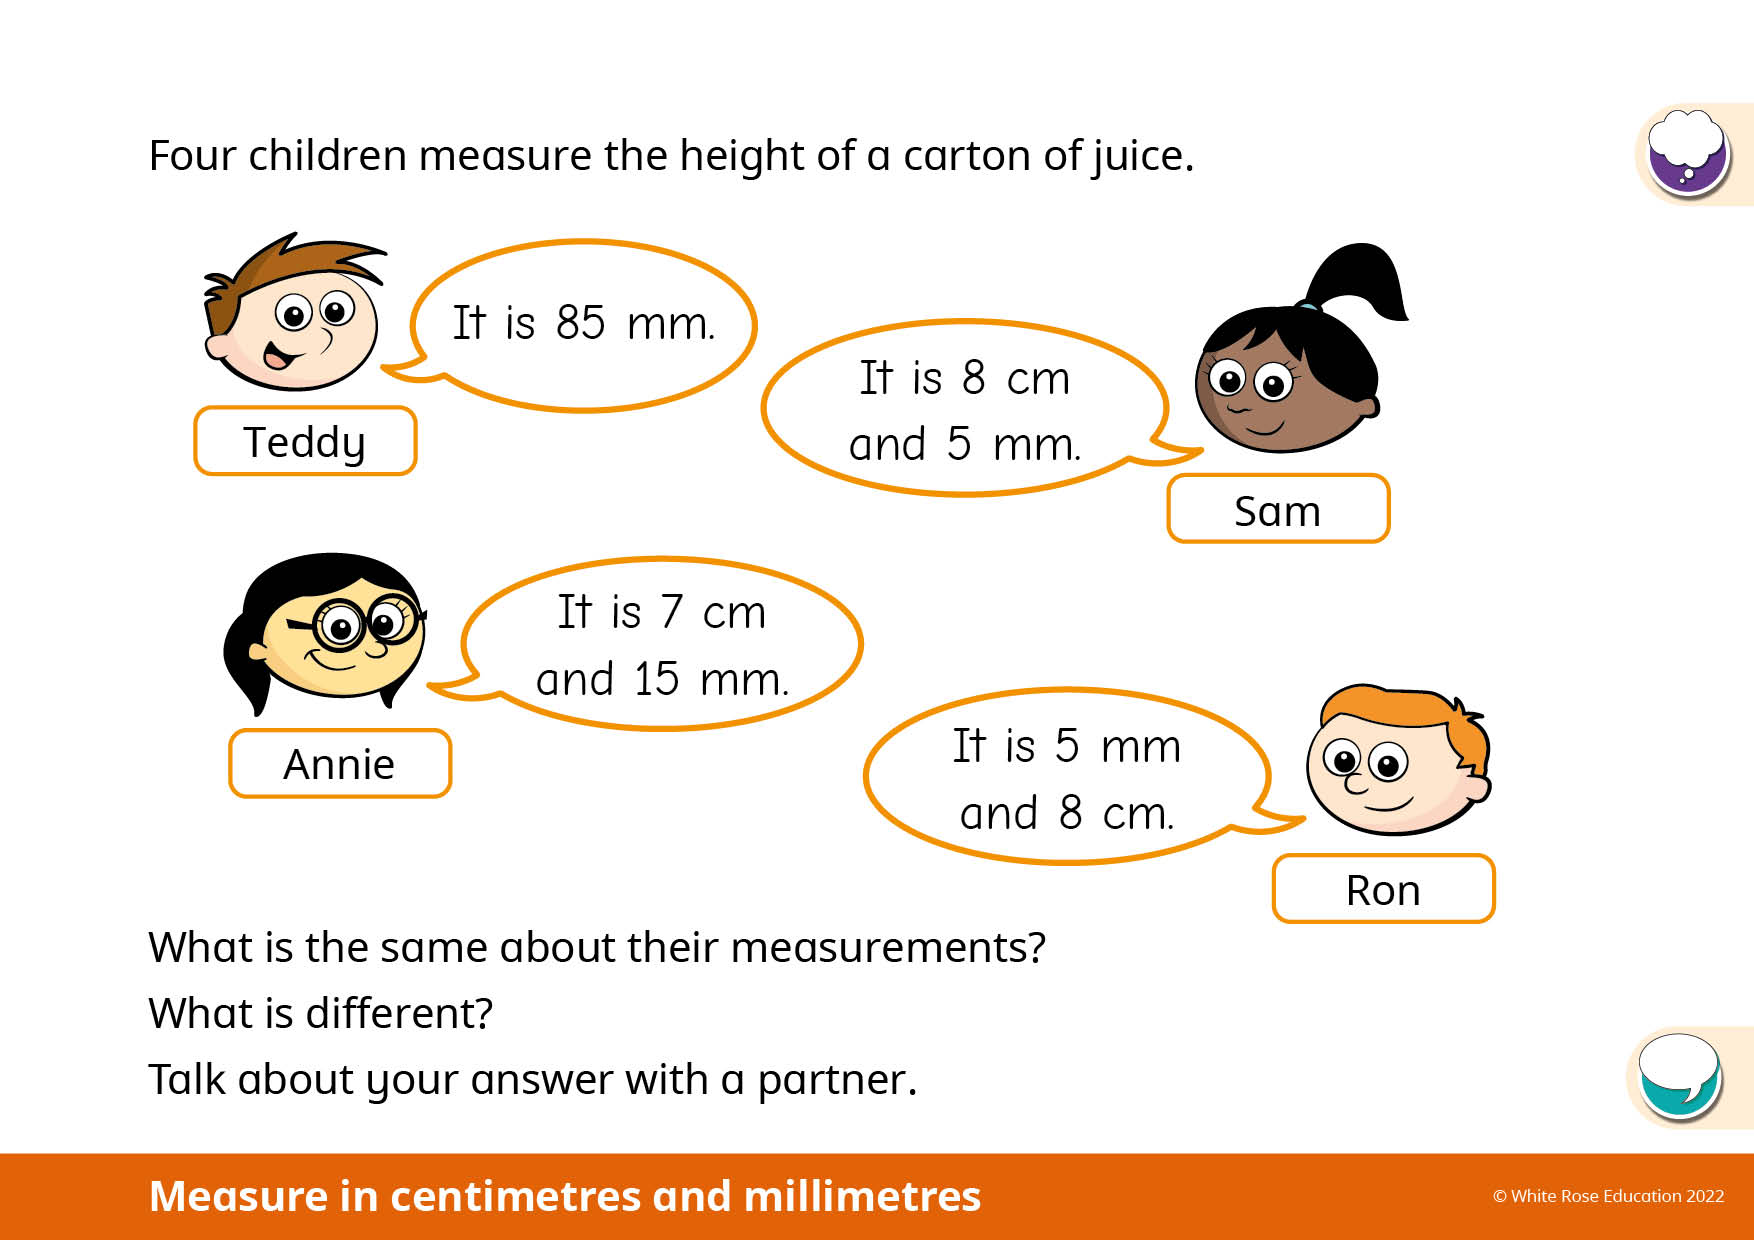 Four children measure the height of a carton of juice.
It is 85 mm.
Teddy
It is 8 cm
and 5 mm.
Sam
It is 7 cm
and 15 mm.
Annie
It is 5 mm
and 8 cm.
Ron
What is the same about their measurements?
What is different?
Talk about your answer with a partner.
Measure in centimetres and millimetres
© White Rose Education 2022